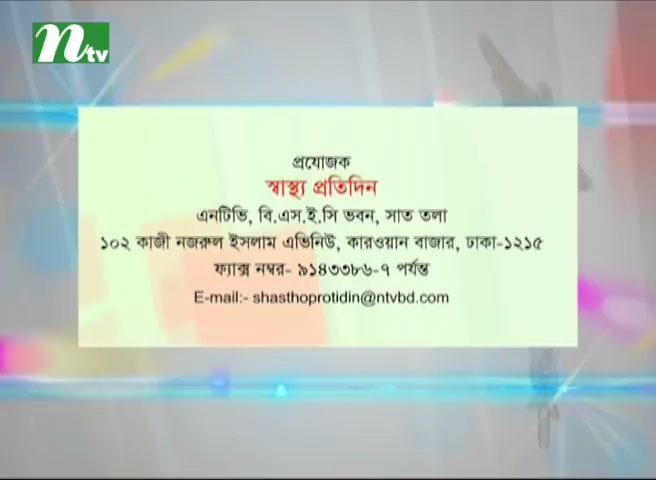 ntv
প্রযোজক
স্বাস্থ্য প্রতিদিন
এনটিভি, বি.এস.ই.সি ভবন, সাত তলা
১০২ কাজী নজরুল ইসলাম এভিনিউ, কারওয়ান বাজার, ঢাকা-১২১৫
ফ্যাক্স নম্বর- ৯১৪৩৩৮৬-৭ পর্যন্ত
E-mail:- shasthoprotidin@ntvbd.com